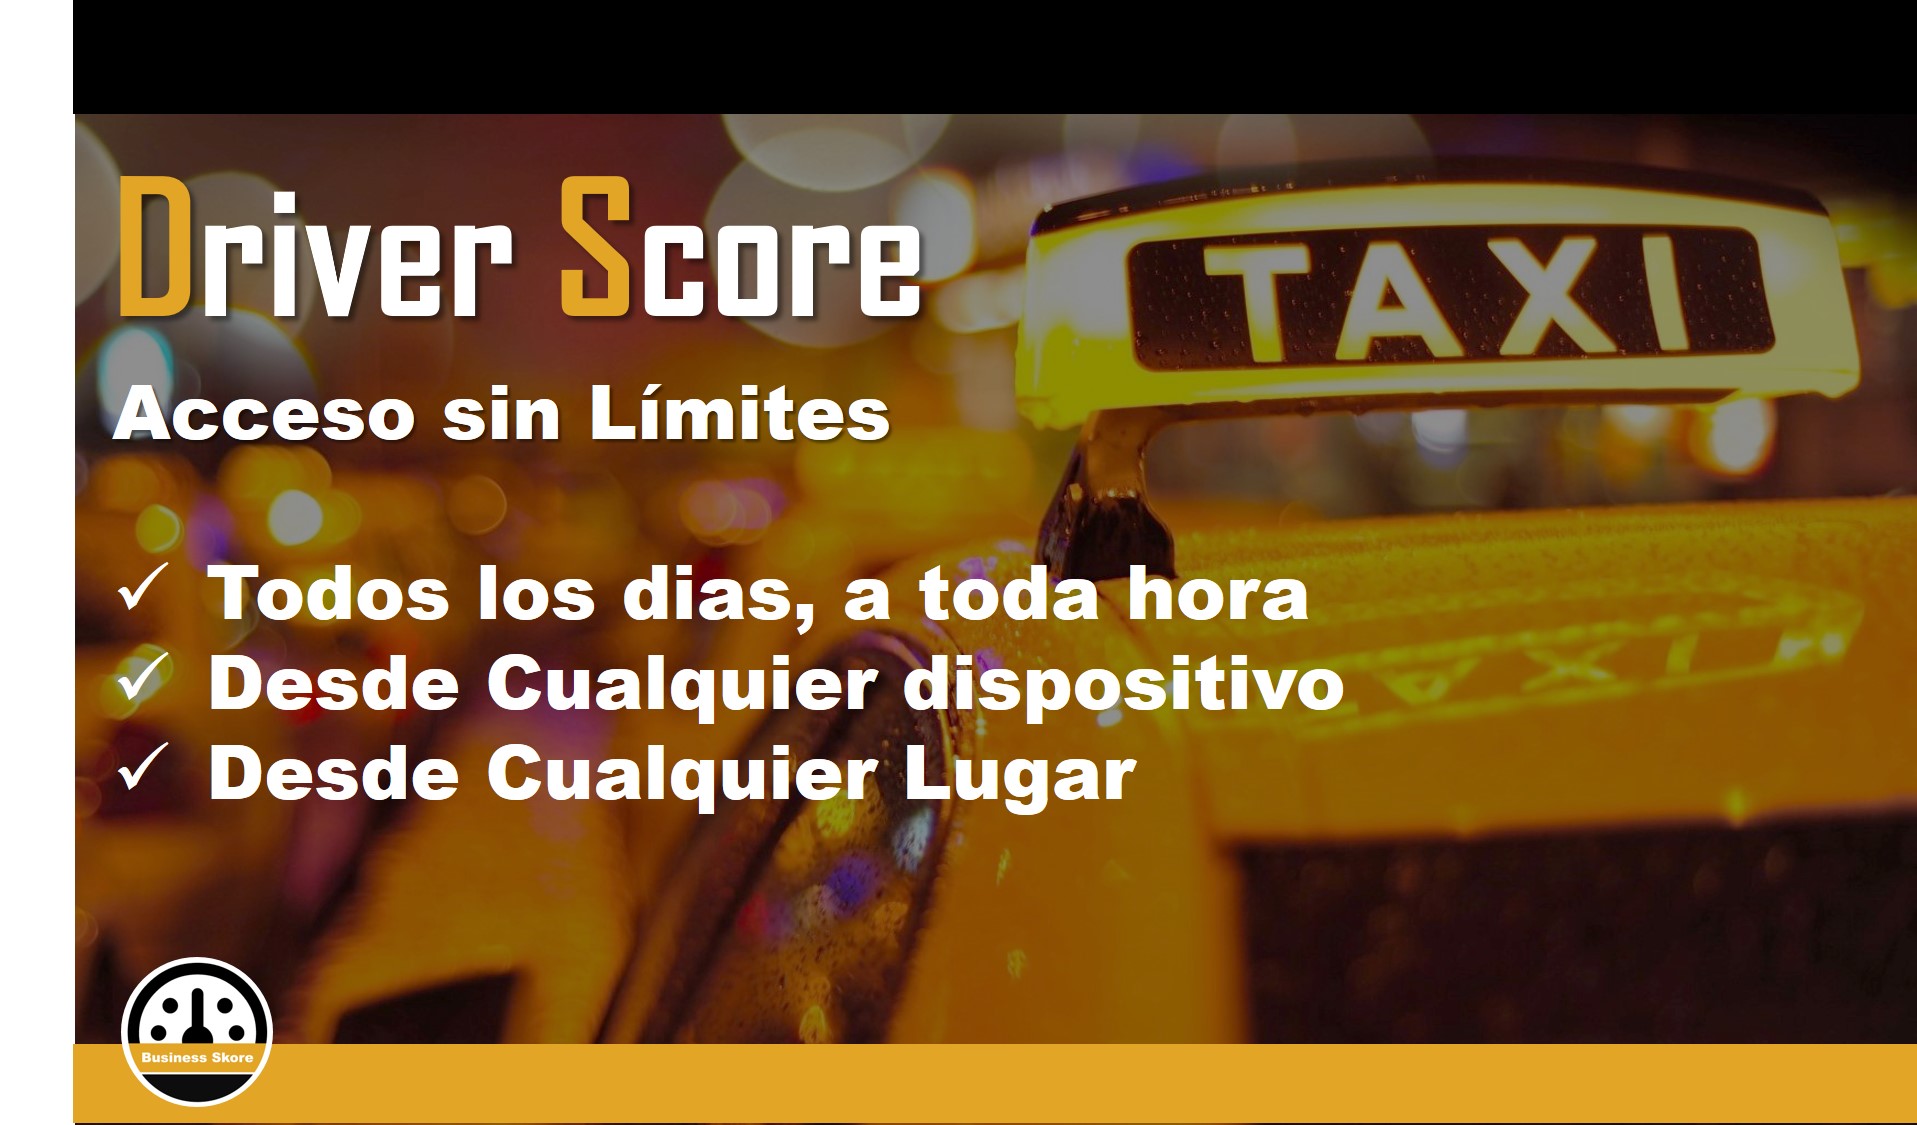 Driver Score
TAXI
Acceso sin Límites
Todos los dias, a toda hora
Desde Cualquier dispositivo
Desde Cualquier Lugar
Business Skore